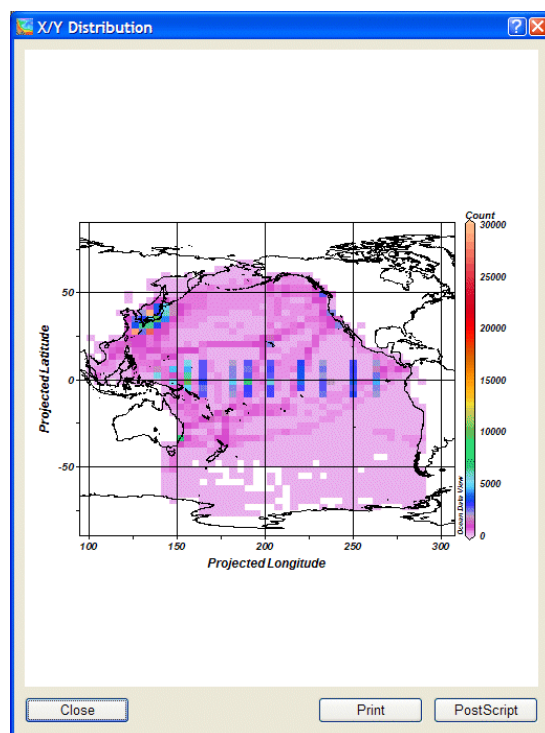 X/Y Distribution
Count
30000
25000
20000
15000
10000
5000
0
Ocean Data View
Projected Latitude
50
0
-50
100
150
200
250
300
Projected Longitude
Close
Print
PostScript